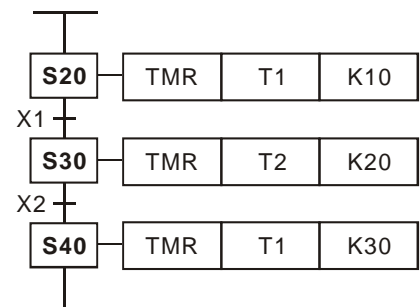 S20 TMR T1 K10
X1
S30 TMR T2 K20
X2
S40 TMR T1 K30